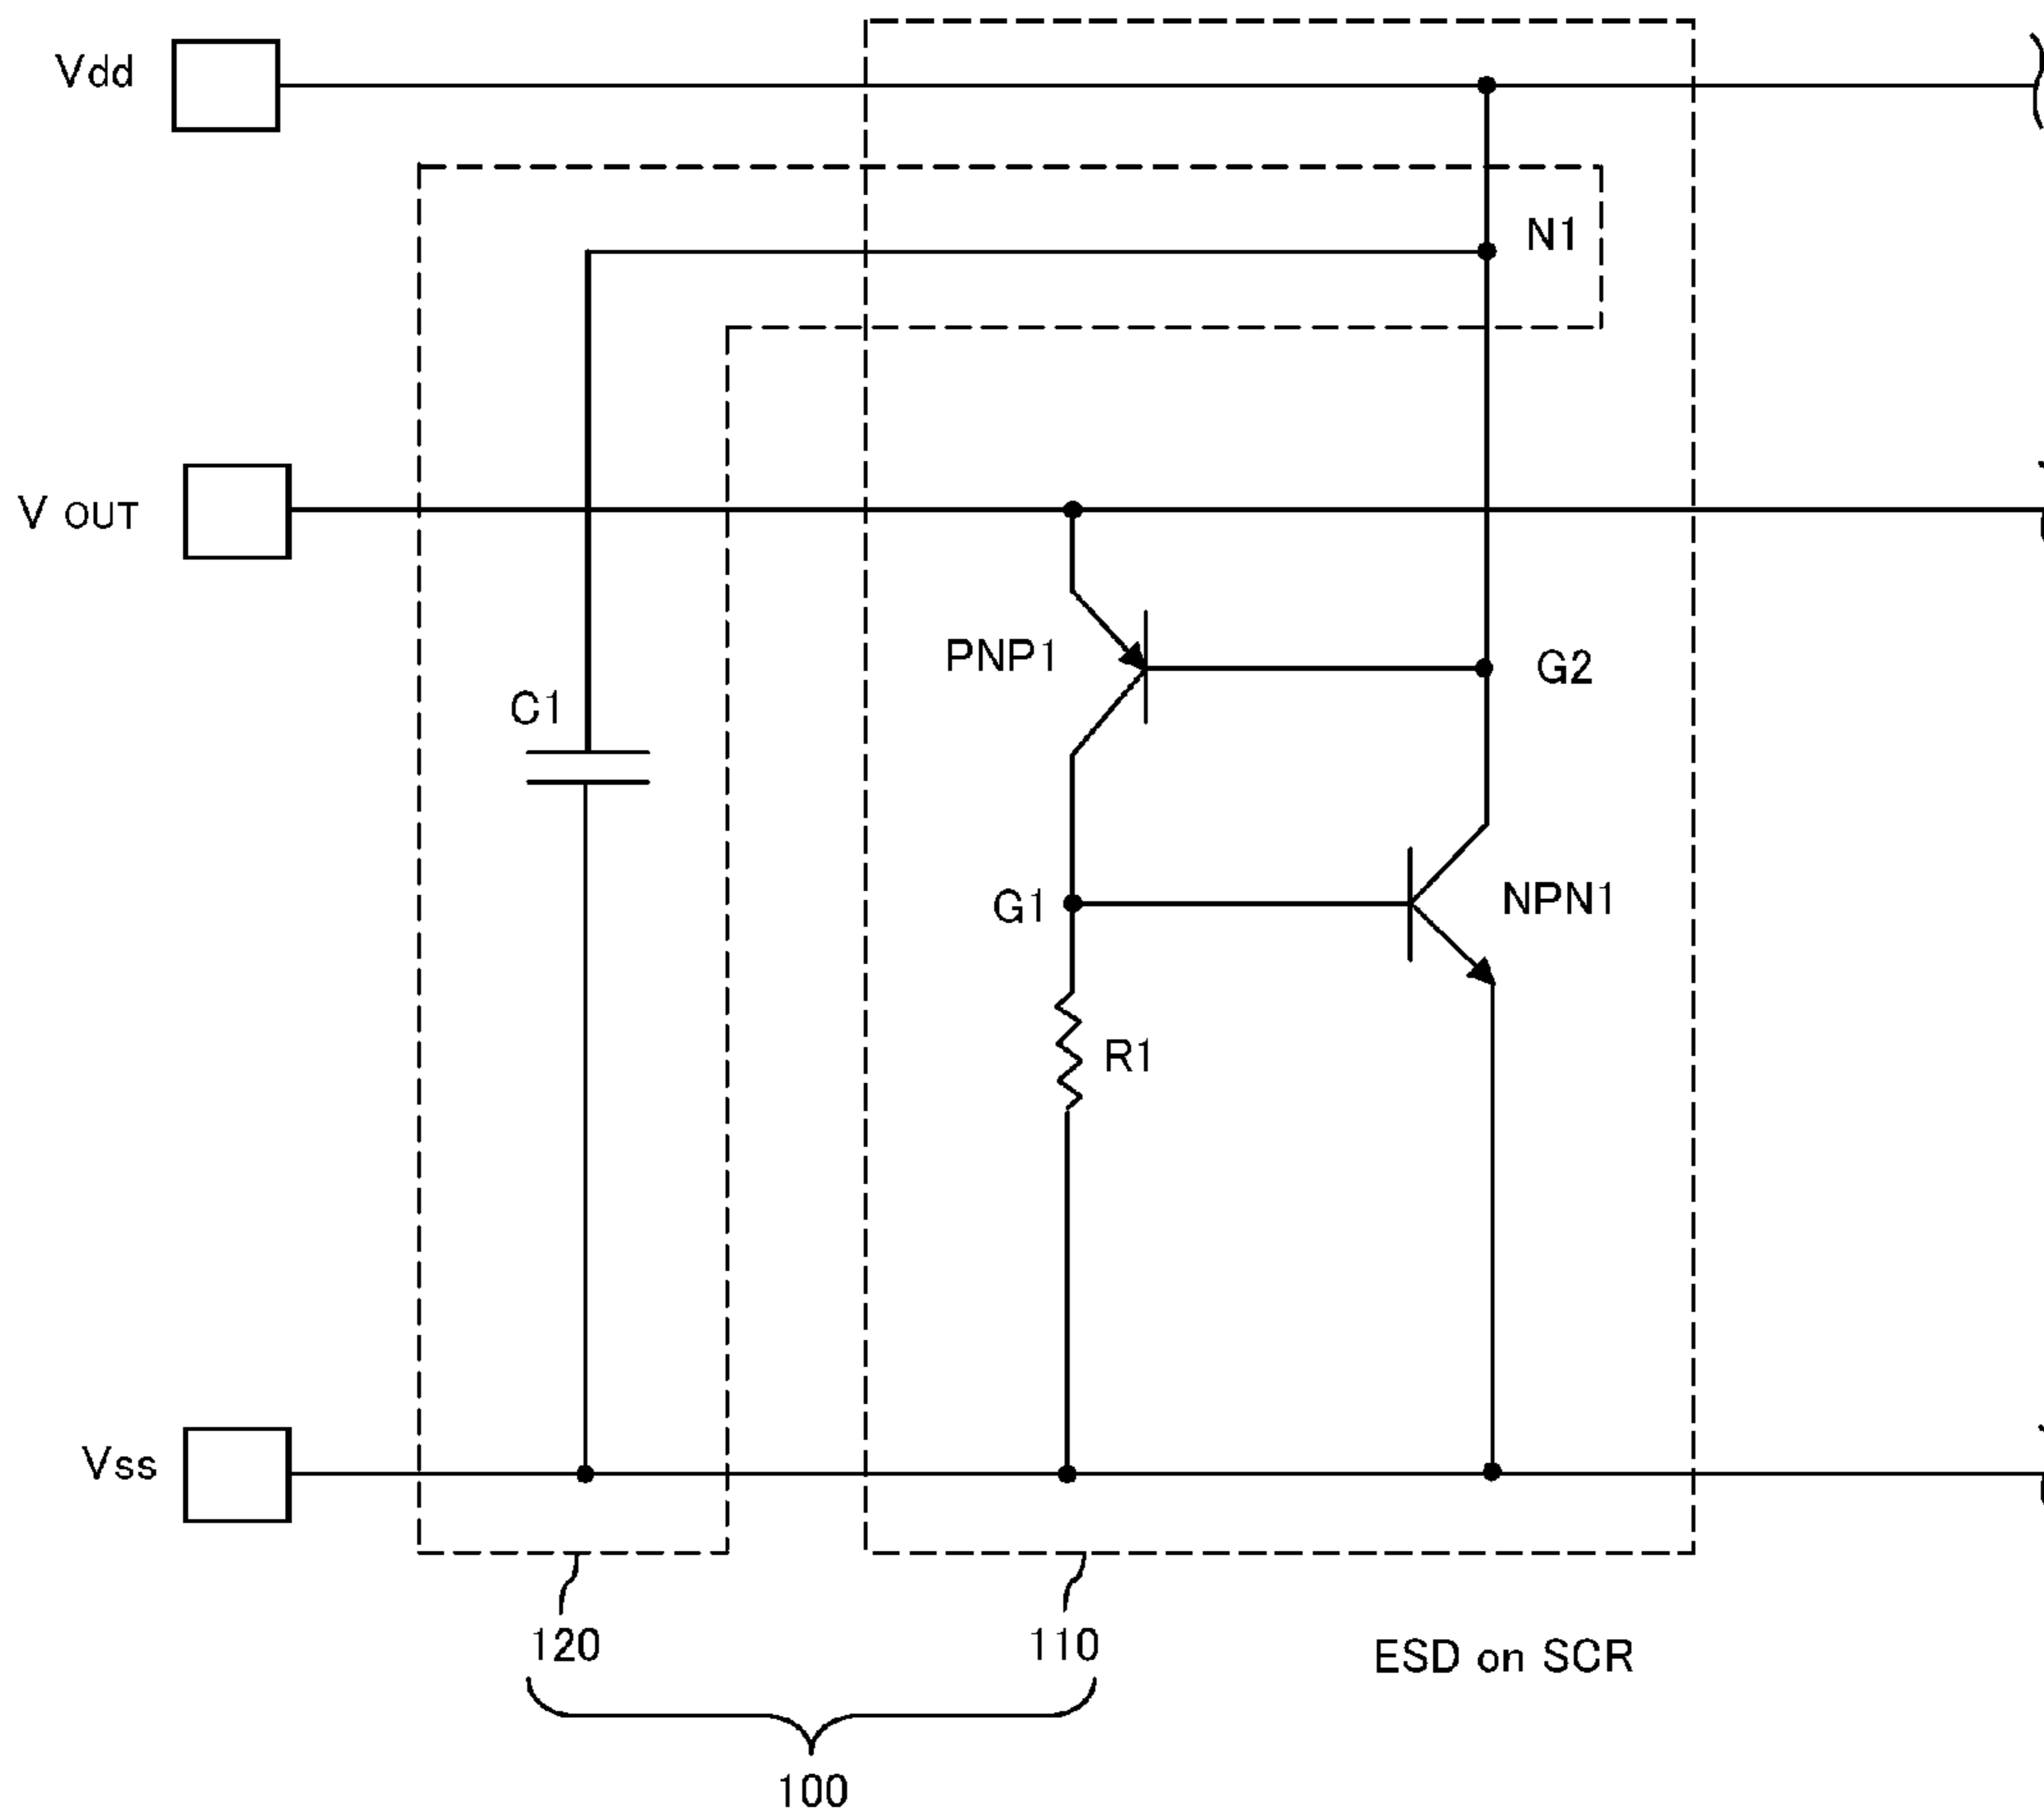 Vdd
N1
V OUT
PNP1
G2
C1
G1
NPN1
R1
Vss
120
110
ESD on SCR
100